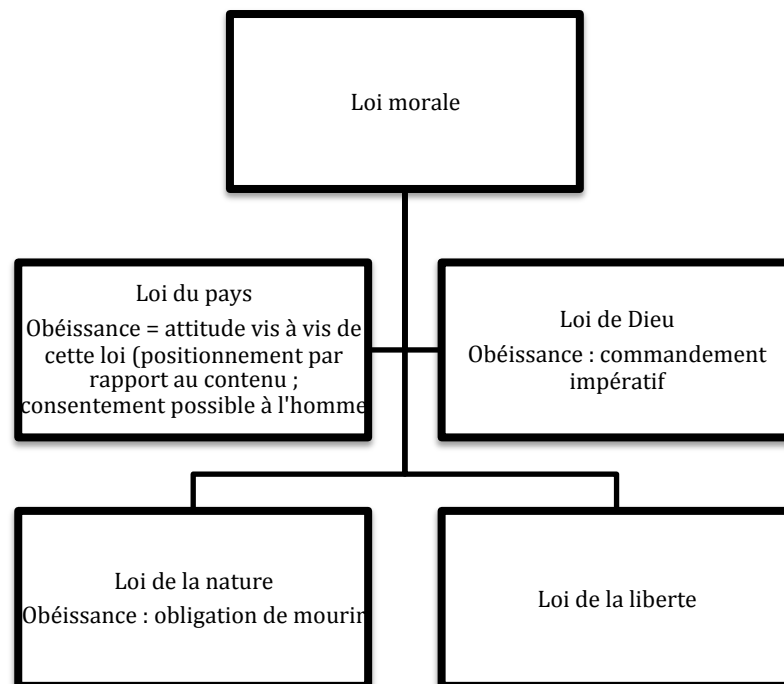 Loi morale
Loi du pays
Obéissance = attitude vis à vis de
cette loi (positionnement par
rapport au contenu ;
consentement possible à l'homme
Loi de Dieu
Obéissance : commandement
impératif
Loi de la nature
Obéissance : obligation de mourir
Loi de la liberte